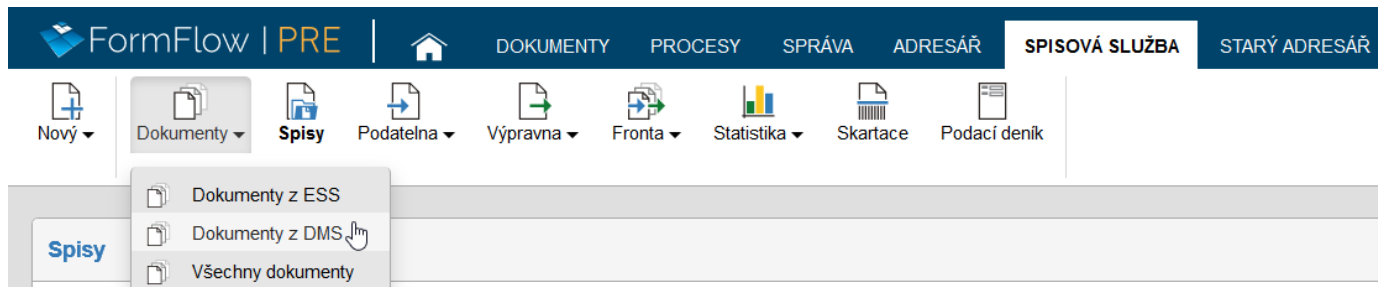 FormFlow | PRE DOKUMENTY PROCESY SPRÁVA ADRESÁŘ SPISOVÁ SLUŽBA STARÝ ADRESÁŘ
Nový Dokumenty Spisy Podatelna Výpravna Fronta Statistika Skartace Podací deník
Dokumenty z ESS
Dokumenty z DMS
Spisy
Všechny dokumenty